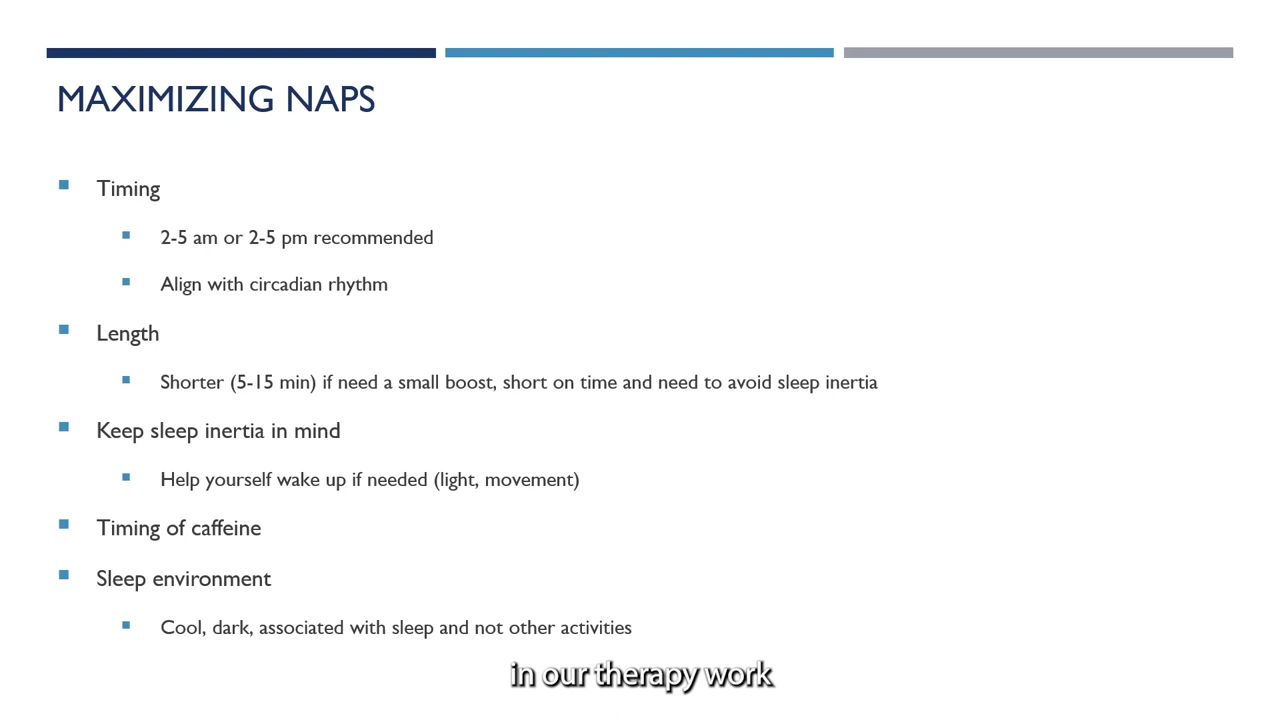 MAXIMIZING NAPS
Timing
2-5 am or 2-5 pm recommended
Align with circadian rhythm
Length
Shorter (5-15 min) if need a small boost, short on time and need to avoid sleep inertia
Keep sleep inertia in mind
Help yourself wake up if needed (light, movement)
Timing of caffeine
Sleep environment
Cool, dark, associated with sleep and not other activities
in our therapy work